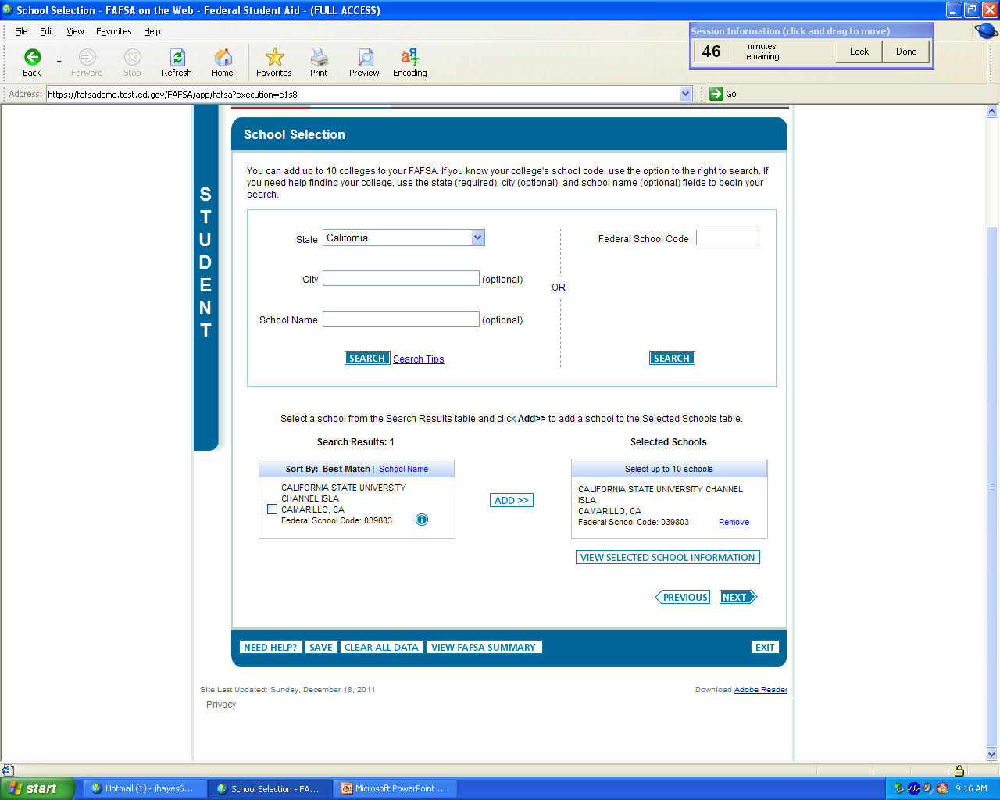 School Selection - FAFSA on the Web - Federal Student Aid - (FULL ACCESS)
File Edit View Favorites Help
Session Information (click and drag to move)
46 minutes remaining Lock Done
Back Forward Stop Refresh Home Favorites Print Preview Encoding
Address: https://fafsademo.test.ed.gov/FAFSA/app/fafsa?execution=e1s8 Go
STUDENT
School Selection
You can add up to 10 colleges to your FAFSA. If you know your college's school code, use the option to the right to search. If
you need help finding your college, use the state (required), city (optional), and school name (optional) fields to begin your
search.
State California
City (optional)
School Name (optional)
SEARCH Search Tips
OR
Federal School Code
SEARCH
Select a school from the Search Results table and click Add>> to add a school to the Selected Schools table.
Search Results: 1
Sort By: Best Match | School Name
CALIFORNIA STATE UNIVERSITY
CHANNEL ISLA
CAMARILLO, CA
Federal School Code: 039803
ADD >>
Selected Schools
Select up to 10 schools
CALIFORNIA STATE UNIVERSITY CHANNEL
ISLA
CAMARILLO, CA
Federal School Code: 039803 Remove
VIEW SELECTED SCHOOL INFORMATION
PREVIOUS NEXT
NEED HELP? SAVE CLEAR ALL DATA VIEW FAFSA SUMMARY EXIT
Site Last Updated: Sunday, December 18, 2011 Download Adobe Reader
Privacy
start Hotmail (1) - jhayes6... School Selection - FA... Microsoft PowerPoint ... 9:16 AM